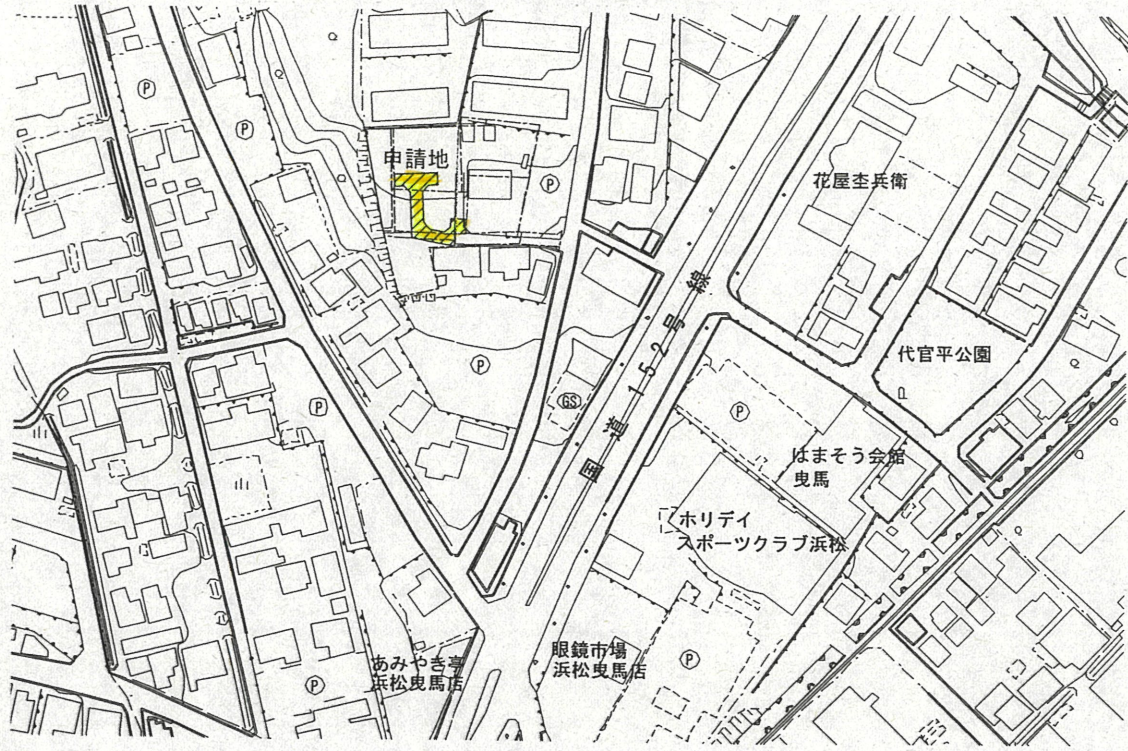 Ⓟ
Ⓟ
申請地
Ⓟ
花屋杢兵衛
国道152号線
代官平公園
Ⓟ
GS
Ⓟ
Ⓟ
はまそう会館
曳馬
ホリデイ
スポーツクラブ浜松
あみやき亭
浜松曳馬店
眼鏡市場
浜松曳馬店
Ⓟ
Ⓟ